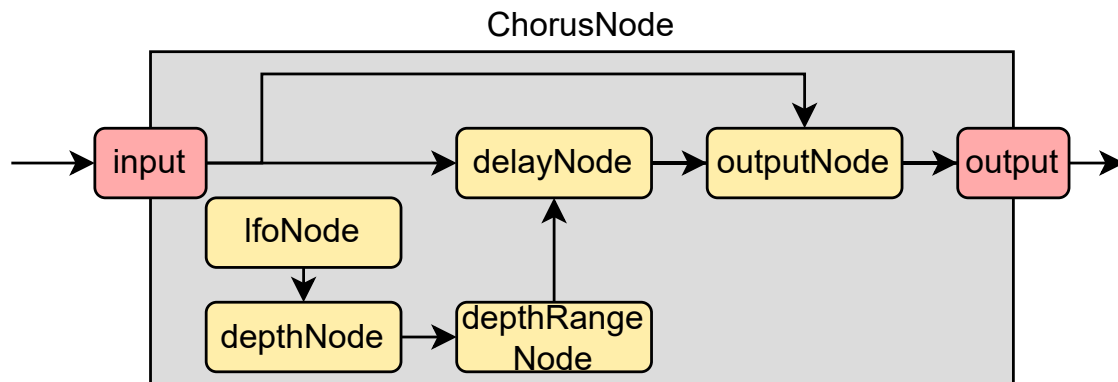 ChorusNode
input
delayNode
outputNode
output
lfoNode
depthNode
depthRange
Node